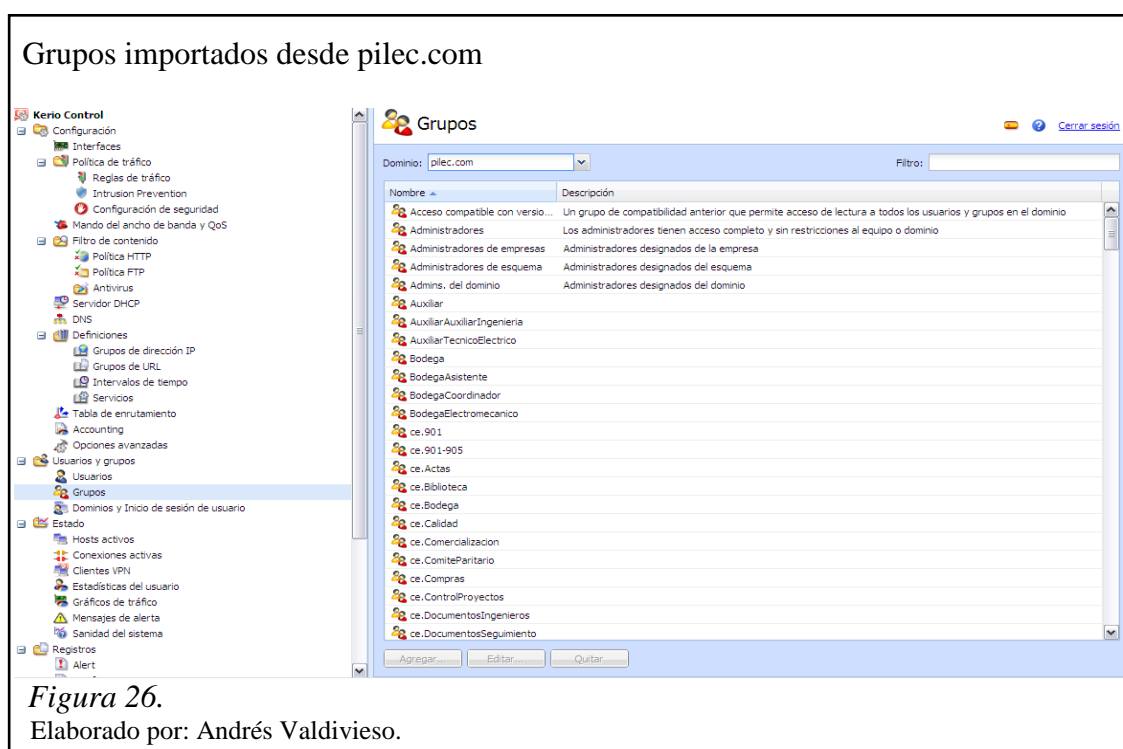 Grupos importados desde pilec.com
Kerio Control
Configuración
Interfaces
Política de tráfico
Reglas de tráfico
Intrusion Prevention
Configuración de seguridad
Mando del ancho de banda y QoS
Filtro de contenido
Política HTTP
Política FTP
Antivirus
Servidor DHCP
DNS
Definiciones
Grupos de dirección IP
Grupos de URL
Intervalos de tiempo
Servicios
Tabla de enrutamiento
Accounting
Opciones avanzadas
Usuarios y grupos
Usuarios
Grupos
Dominios y Inicio de sesión de usuario
Estado
Hosts activos
Conexiones activas
Clientes VPN
Estadísticas del usuario
Gráficos de tráfico
Mensajes de alerta
Sanidad del sistema
Registros
Alert
Grupos
Cerrar sesión
Dominio: pilec.com Filtro:
Nombre Descripción
Acceso compatible con versio... Un grupo de compatibilidad anterior que permite acceso de lectura a todos los usuarios y grupos en el dominio
Administradores Los administradores tienen acceso completo y sin restricciones al equipo o dominio
Administradores de empresas Administradores designados de la empresa
Administradores de esquema Administradores designados del esquema
Admins. del dominio Administradores designados del dominio
Auxiliar
AuxiliarAuxiliarIngenieria
AuxiliarTecnicoElectrico
Bodega
BodegaAsistente
BodegaCoordinador
BodegaElectromecanico
ce.901
ce.901-905
ce.Actas
ce.Biblioteca
ce.Bodega
ce.Calidad
ce.Comercializacion
ce.ComiteParitario
ce.Compras
ce.ControlProyectos
ce.DocumentosIngenieros
ce.DocumentosSeguimiento
Agregar... Editar... Quitar
Figura 26.
Elaborado por: Andrés Valdivieso.